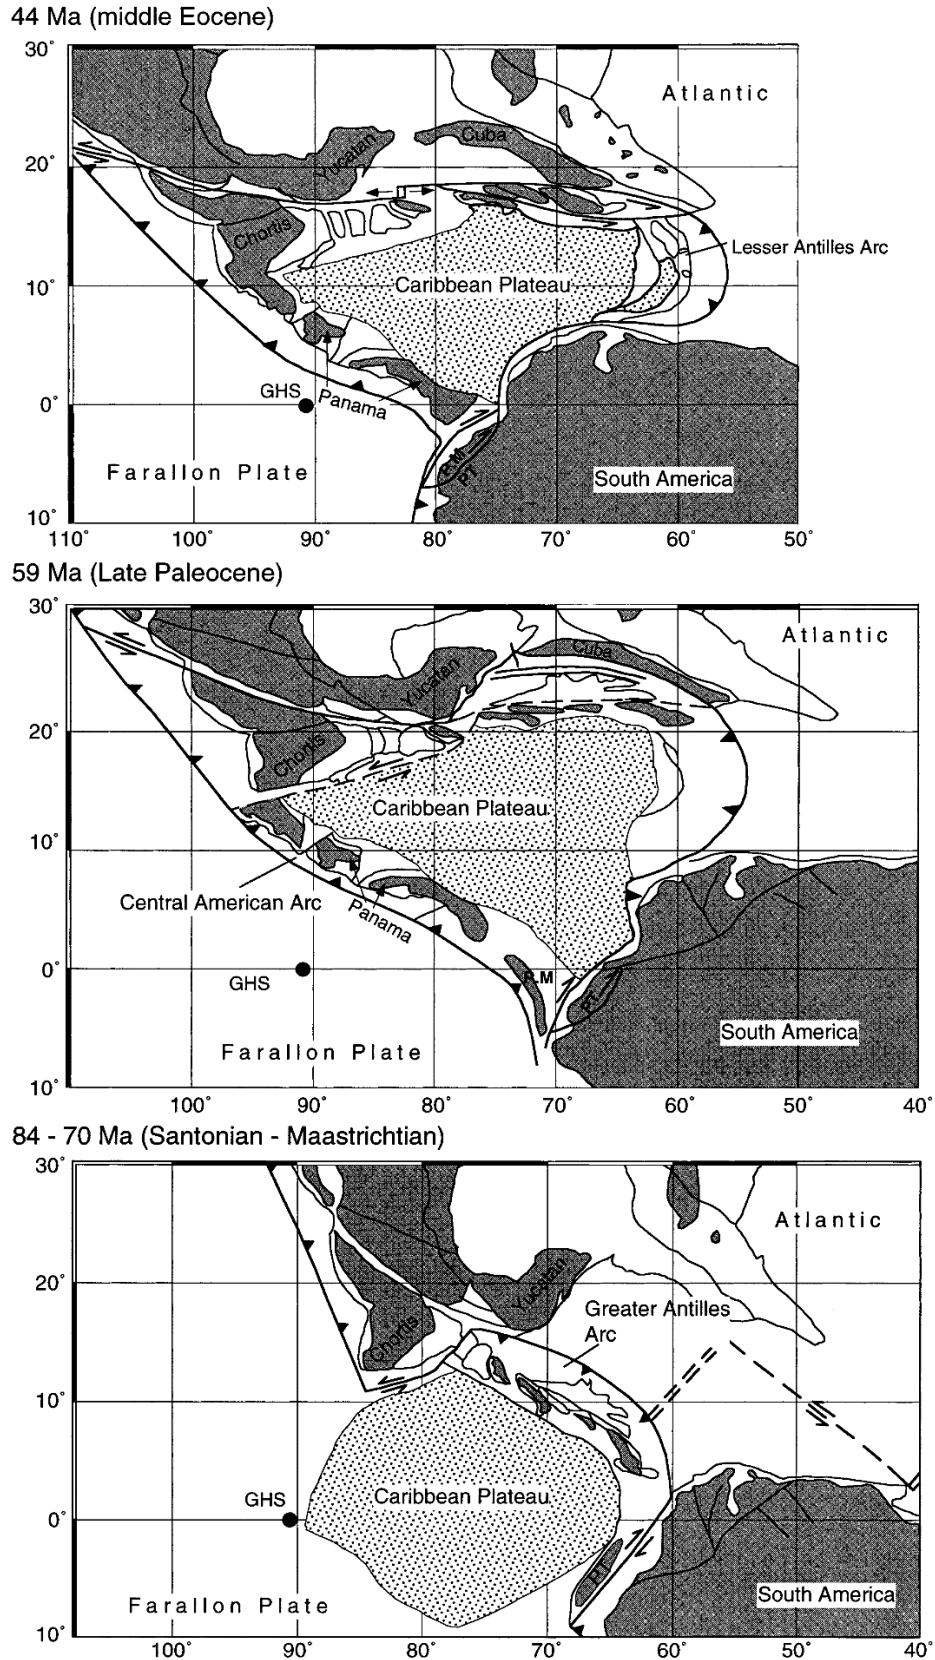 44 Ma (middle Eocene)
30°
Atlantic
Cuba
20°
Yucatan
Chortis
Lesser Antilles Arc
Caribbean Plateau
10°
GHS
Panama
0°
P.M
PT
Farallon Plate
South America
10°
110° 100° 90° 80° 70° 60° 50°
59 Ma (Late Paleocene)
30°
Atlantic
Cuba
Yucatan
20°
Chortis
Caribbean Plateau
10°
Central American Arc
Panama
0°
GHS
P.M
PT
Farallon Plate
South America
10°
100° 90° 80° 70° 60° 50° 40°
84 - 70 Ma (Santonian - Maastrichtian)
30°
Atlantic
20°
Yucatan
Greater Antilles
Arc
Chortis
10°
GHS
Caribbean Plateau
0°
PT
Farallon Plate
South America
10°
100° 90° 80° 70° 60° 50° 40°